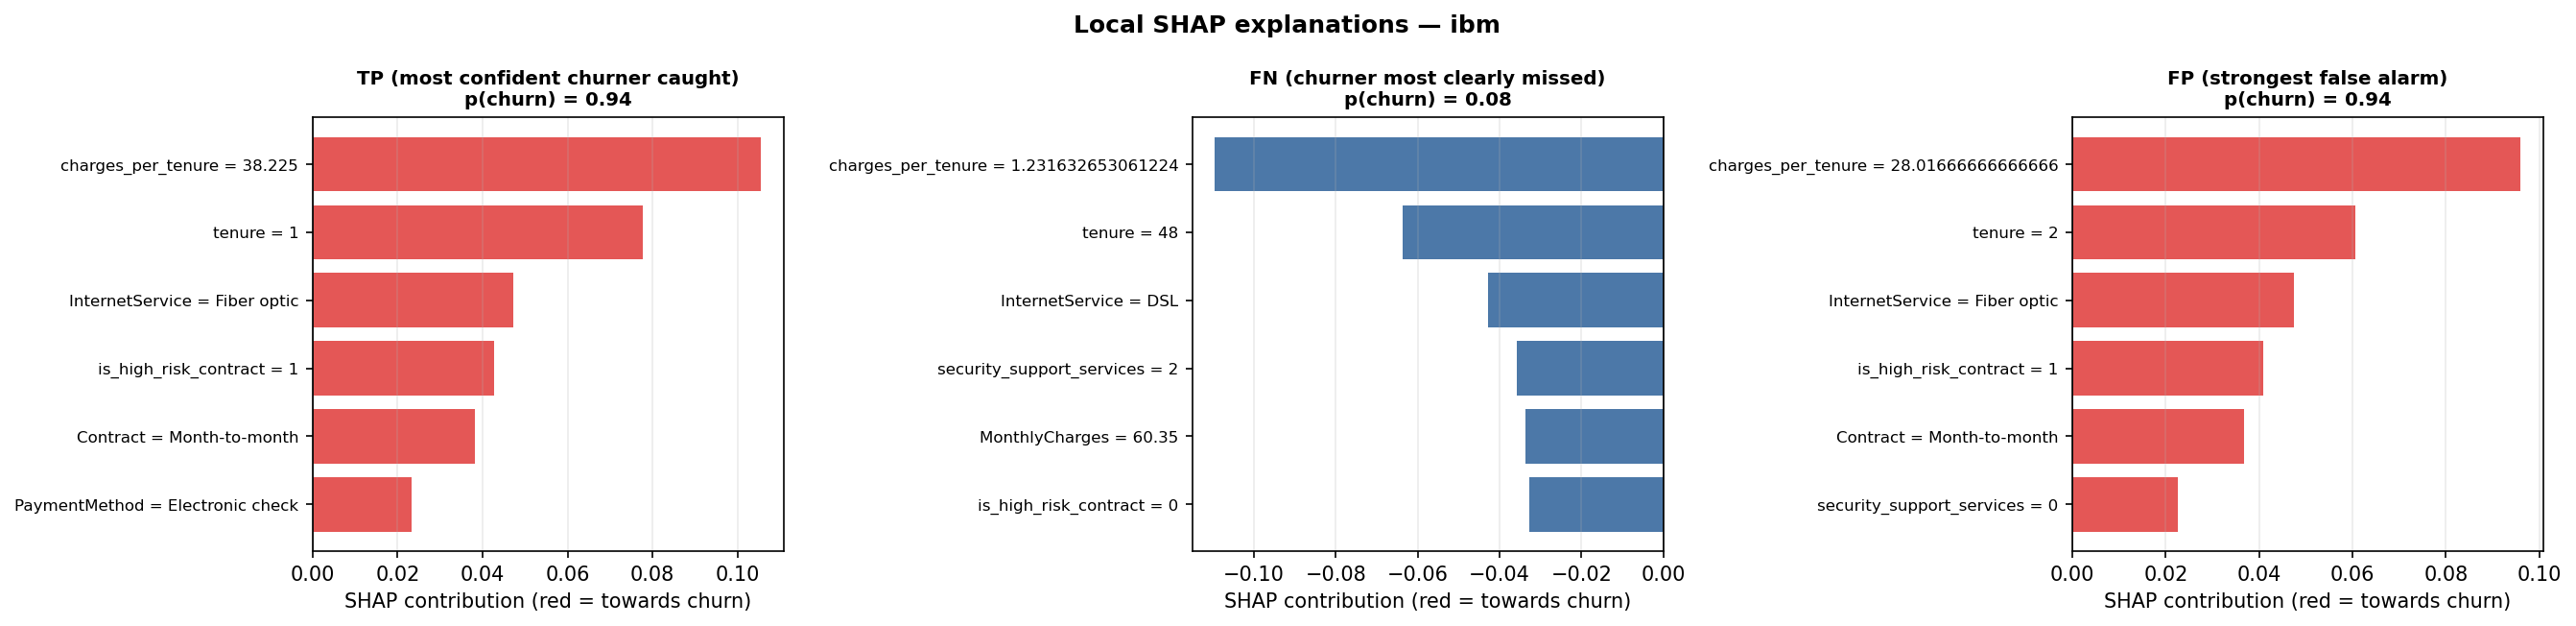 Local SHAP explanations — ibm
TP (most confident churner caught)
p(churn) = 0.94
charges_per_tenure = 38.225
tenure = 1
InternetService = Fiber optic
is_high_risk_contract = 1
Contract = Month-to-month
PaymentMethod = Electronic check
0.00 0.02 0.04 0.06 0.08 0.10
SHAP contribution (red = towards churn)
FN (churner most clearly missed)
p(churn) = 0.08
charges_per_tenure = 1.231632653061224
tenure = 48
InternetService = DSL
security_support_services = 2
MonthlyCharges = 60.35
is_high_risk_contract = 0
−0.10 −0.08 −0.06 −0.04 −0.02 0.00
SHAP contribution (red = towards churn)
FP (strongest false alarm)
p(churn) = 0.94
charges_per_tenure = 28.01666666666666
tenure = 2
InternetService = Fiber optic
is_high_risk_contract = 1
Contract = Month-to-month
security_support_services = 0
0.00 0.02 0.04 0.06 0.08 0.10
SHAP contribution (red = towards churn)